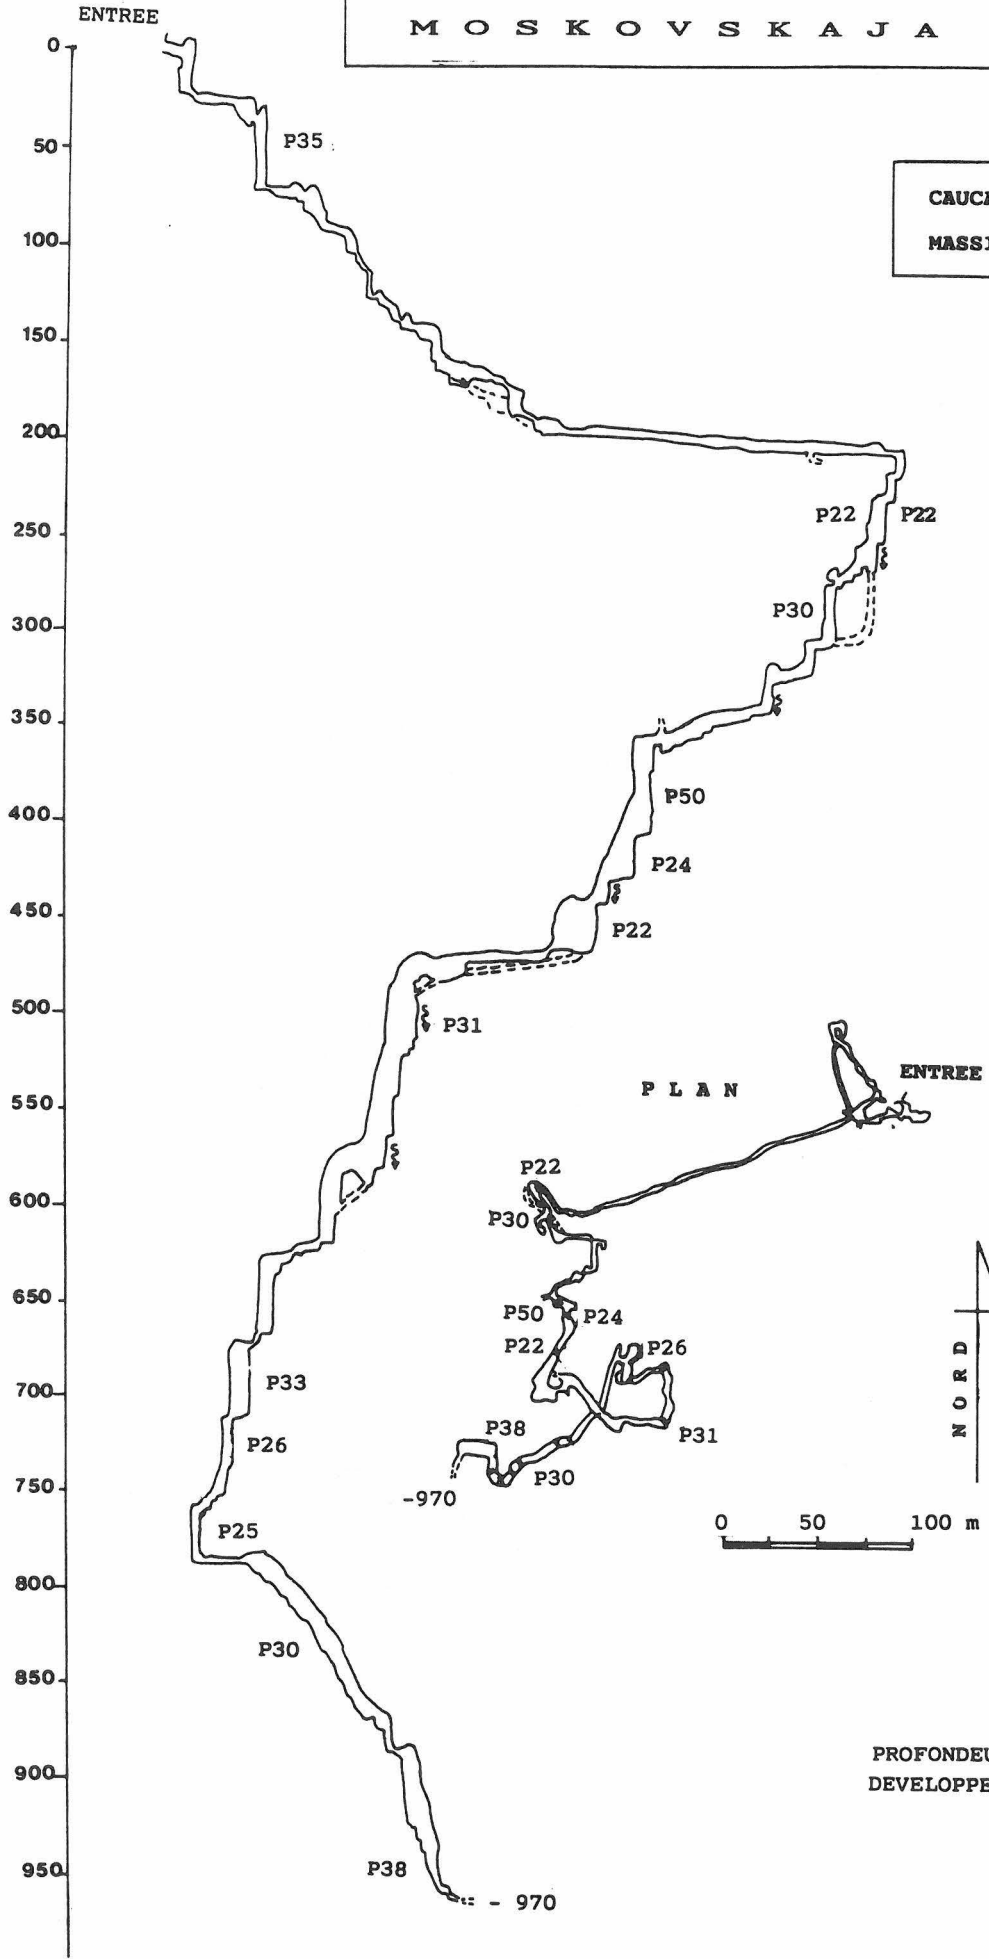 ENTREE
MOSKOVSKAJA
0
50
P35
CAUCA
100
MASSI
150
200
P22 P22
250
P30
300
350
P50
400
P24
450
P22
500
P31
PLAN
ENTREE
550
P22
600
P30
650
P50 P24
P22 P26
NORD
P33
700
P38 P31
P26
P30
750
-970
P25
0 50 100 m
800
P30
850
PROFONDEU
900
DEVELOPPE
950
P38
- 970